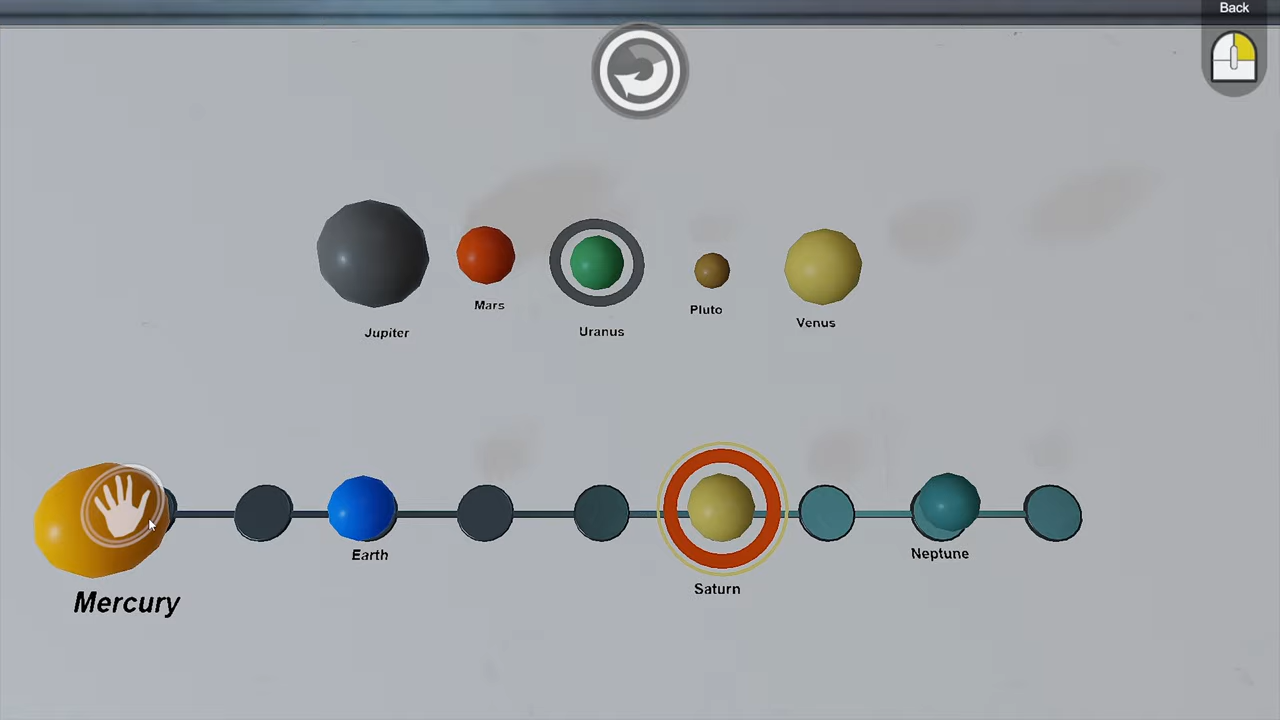 Back
Jupiter
Mars
Uranus
Pluto
Venus
Mercury
Earth
Saturn
Neptune